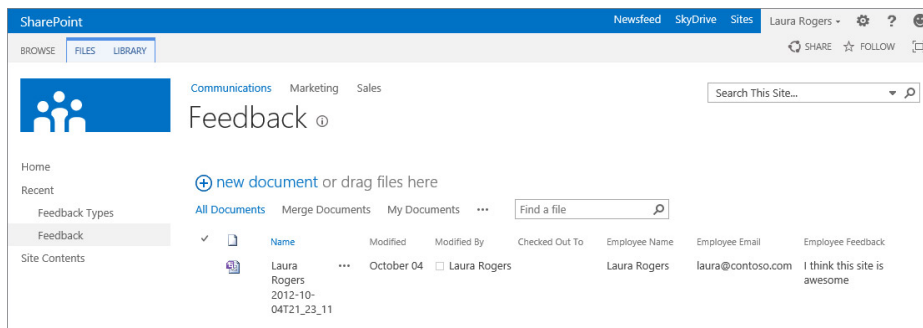 SharePoint Newsfeed SkyDrive Sites Laura Rogers ?
BROWSE FILES LIBRARY SHARE FOLLOW
Communications Marketing Sales Search This Site...
Feedback
Home
Recent
Feedback Types
Feedback
Site Contents
new document or drag files here
All Documents Merge Documents My Documents ... Find a file
Name Modified Modified By Checked Out To Employee Name Employee Email Employee Feedback
Laura ... October 04 Laura Rogers Laura Rogers laura@contoso.com I think this site is
Rogers awesome
2012-10-
04T21_23_11